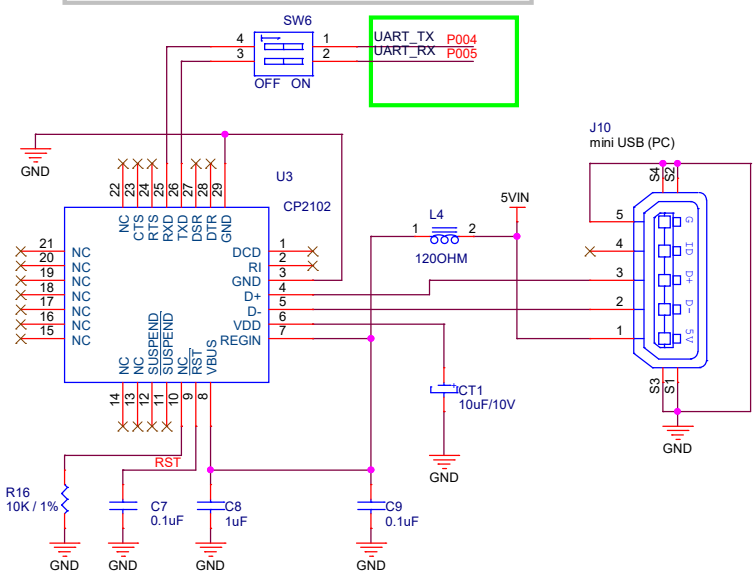 SW6
4 1 UART_TX P004
3 2 UART_RX P005
OFF ON
J10
mini USB (PC)
GND
U3
CP2102
22 23 24 25 26 27 28 29
NC CTS RTS RXD TXD DSR DTR GND
S4 S2
5VIN
L4
1 2
120OHM
5 G
4 ID
3 D+
2 D-
1 5V
S3 S1
GND
21 NC
20 NC
19 NC
18 NC
17 NC
16 NC
15 NC
DCD 1
RI 2
GND 3
D+ 4
D- 5
VDD 6
REGIN 7
NC NC SUSPEND SUSPEND NC RST VBUS
14 13 12 11 10 9 8
+
CT1
10uF/10V
GND
RST
R16
10K / 1%
C7
0.1uF
C8
1uF
C9
0.1uF
GND GND GND GND